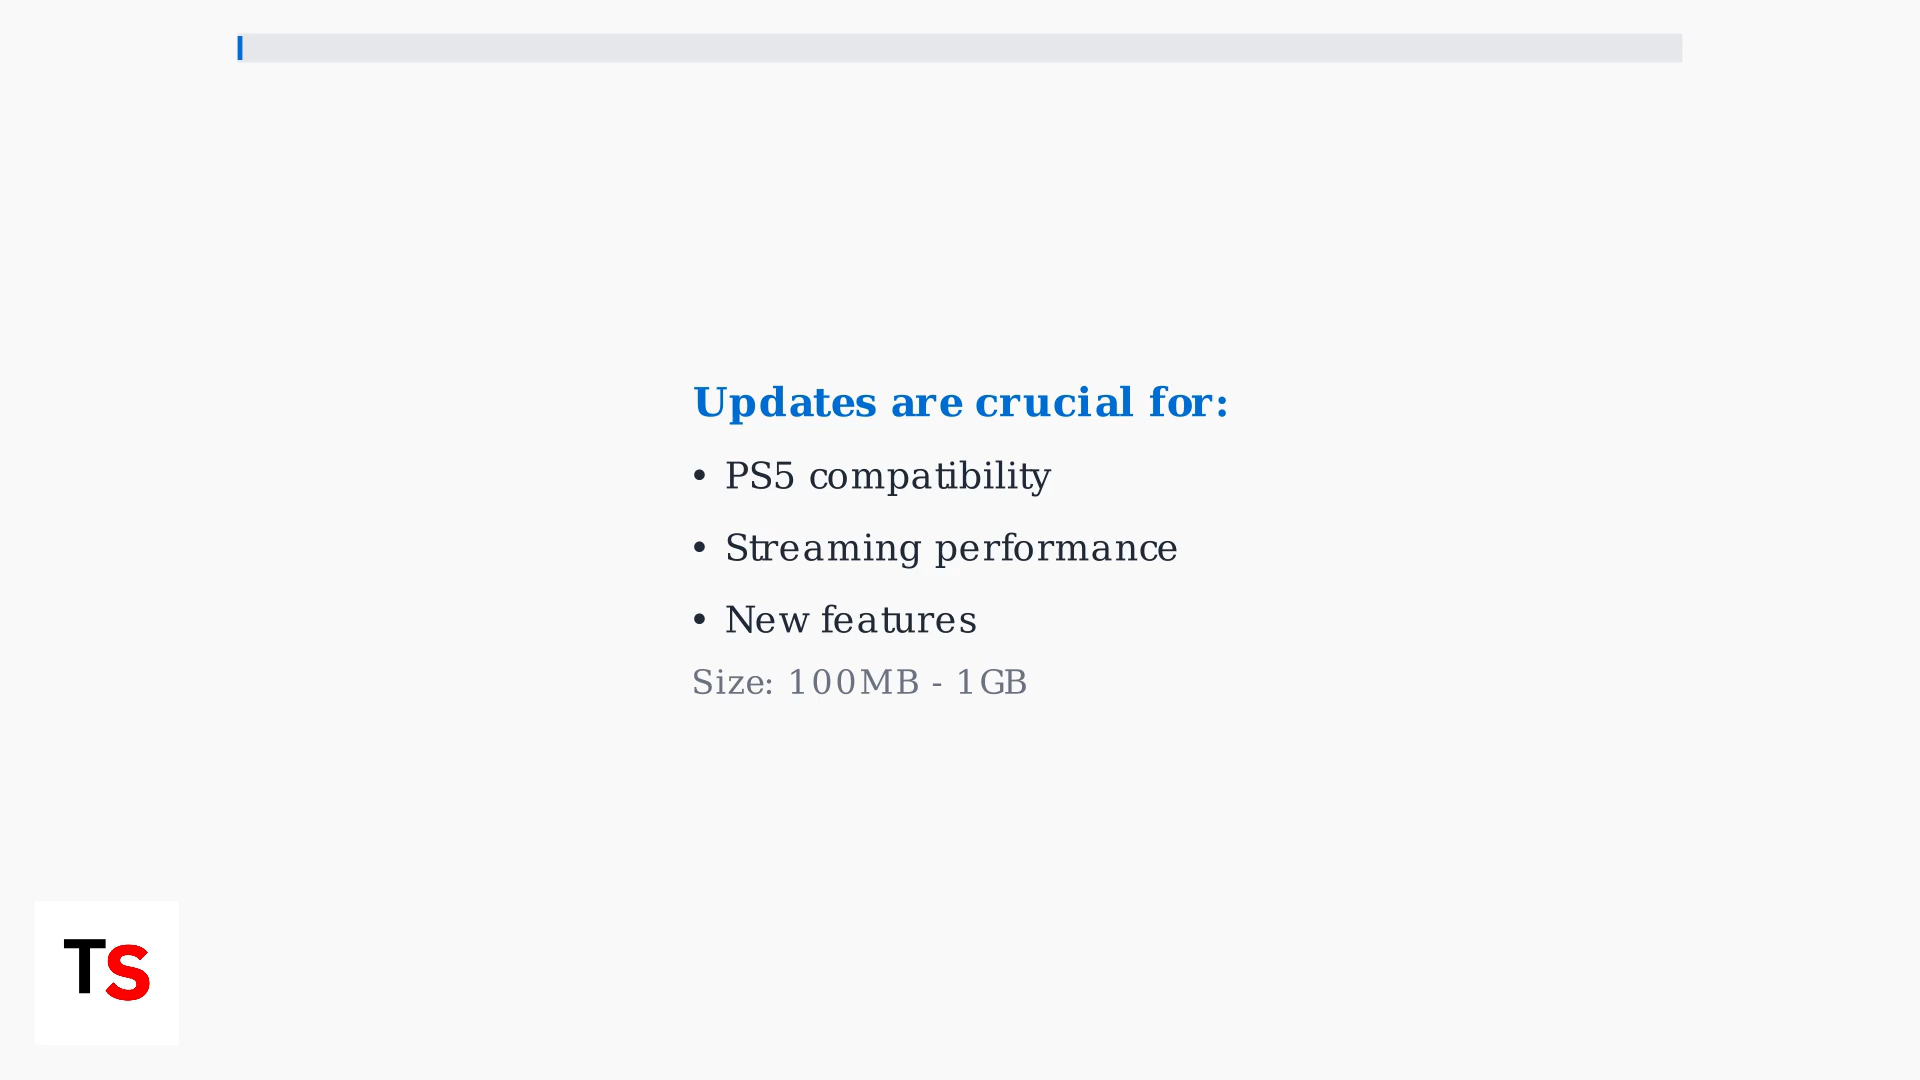 Updates are crucial for:
• PS5 compatibility
• Streaming performance
• New features
Size: 100MB - 1GB
TS